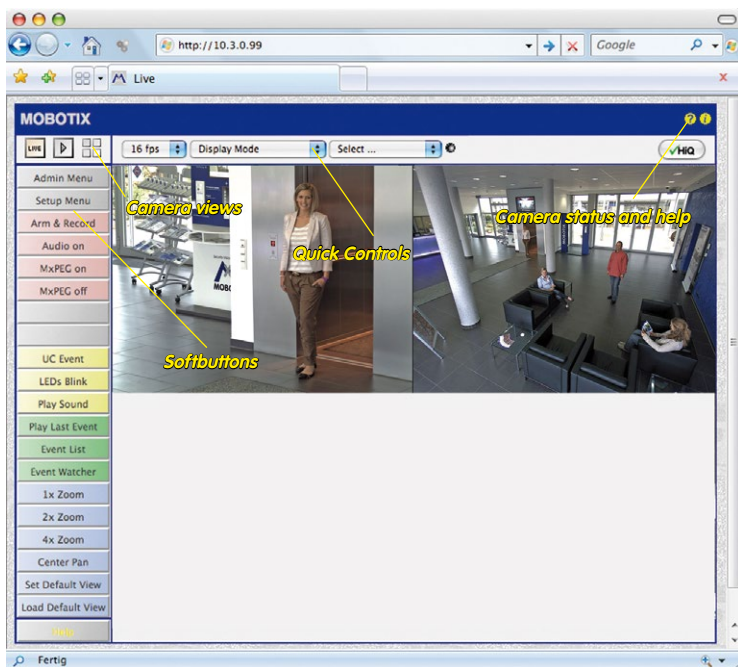 http://10.3.0.99
Google
Live
MOBOTIX
LIVE
16 fps
Display Mode
Select ...
HiQ
Admin Menu
Setup Menu
Arm & Record
Audio on
MxPEG on
MxPEG off
UC Event
LEDs Blink
Play Sound
Play Last Event
Event List
Event Watcher
1x Zoom
2x Zoom
4x Zoom
Center Pan
Set Default View
Load Default View
Help
Camera views
Quick Controls
Camera status and help
Softbuttons
MOBO
Fertig